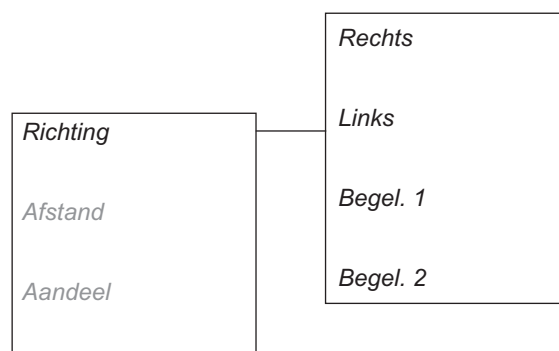 Richting
Afstand
Aandeel
Rechts
Links
Begel. 1
Begel. 2